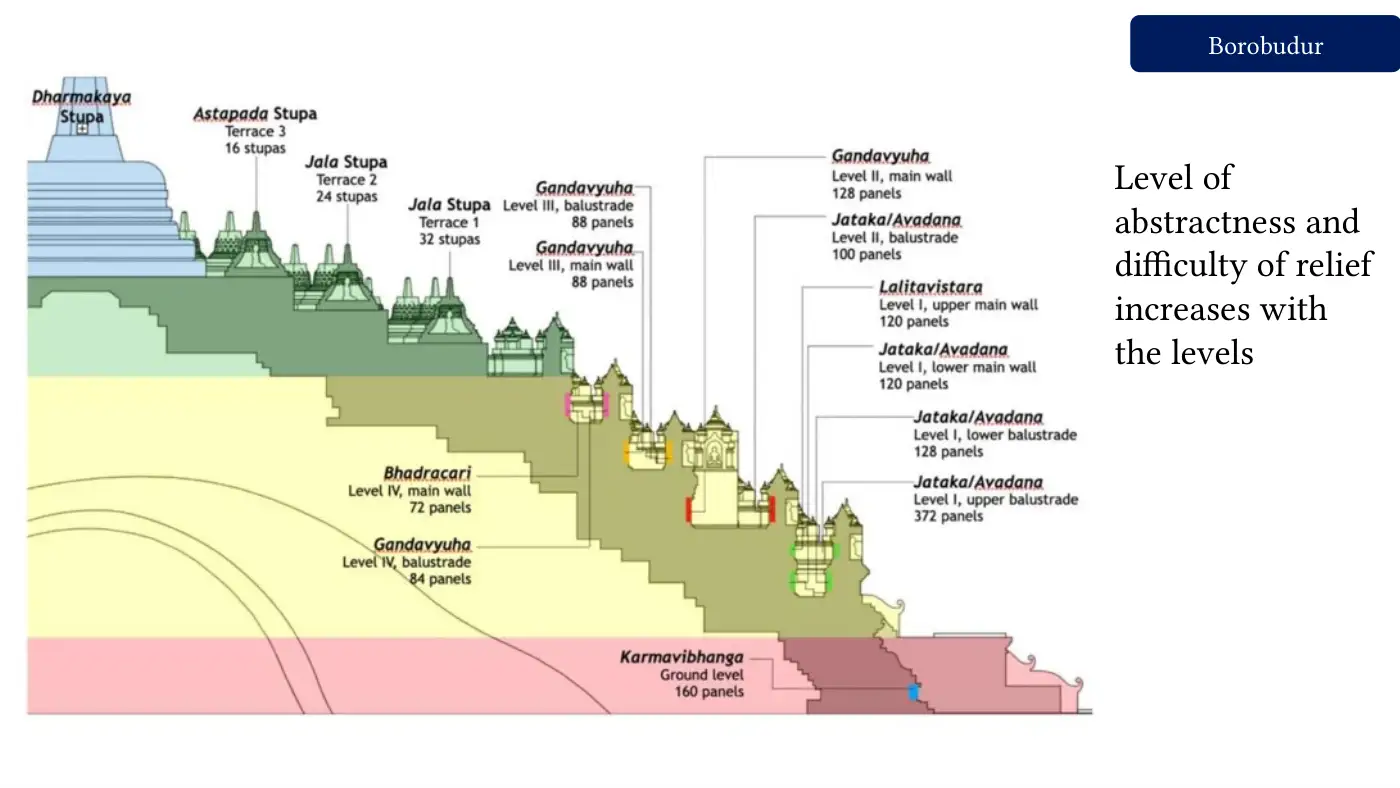 Borobudur
Dharmakaya
Stupa
Astapada Stupa
Terrace 3
16 stupas
Jala Stupa
Terrace 2
24 stupas
Jala Stupa
Terrace 1
32 stupas
Gandavyuha
Level III, balustrade
88 panels
Gandavyuha
Level III, main wall
88 panels
Gandavyuha
Level II, main wall
128 panels
Jataka/Avadana
Level II, balustrade
100 panels
Lalitavistara
Level I, upper main wall
120 panels
Jataka/Avadana
Level I, lower main wall
120 panels
Jataka/Avadana
Level I, lower balustrade
128 panels
Jataka/Avadana
Level I, upper balustrade
372 panels
Bhadracari
Level IV, main wall
72 panels
Gandavyuha
Level IV, balustrade
84 panels
Karmavibhanga
Ground level
160 panels
Level of
abstractness and
difficulty of relief
increases with
the levels